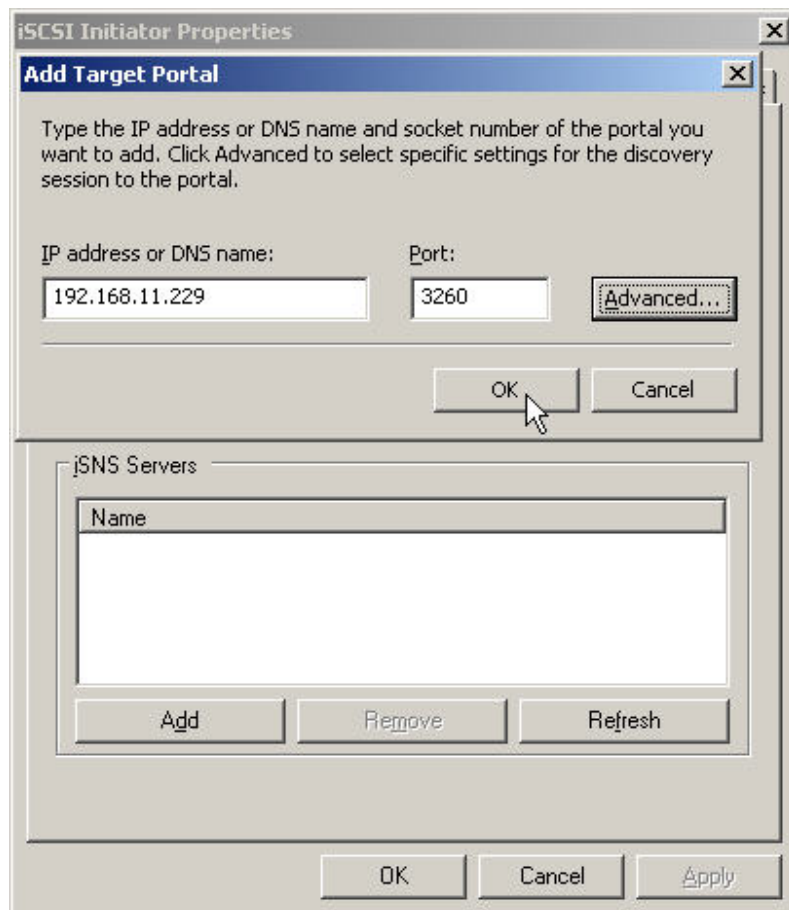 iSCSI Initiator Properties
Add Target Portal
Type the IP address or DNS name and socket number of the portal you
want to add. Click Advanced to select specific settings for the discovery
session to the portal.
IP address or DNS name:
Port:
192.168.11.229
3260
Advanced...
OK
Cancel
iSNS Servers
Name
Add
Remove
Refresh
OK
Cancel
Apply